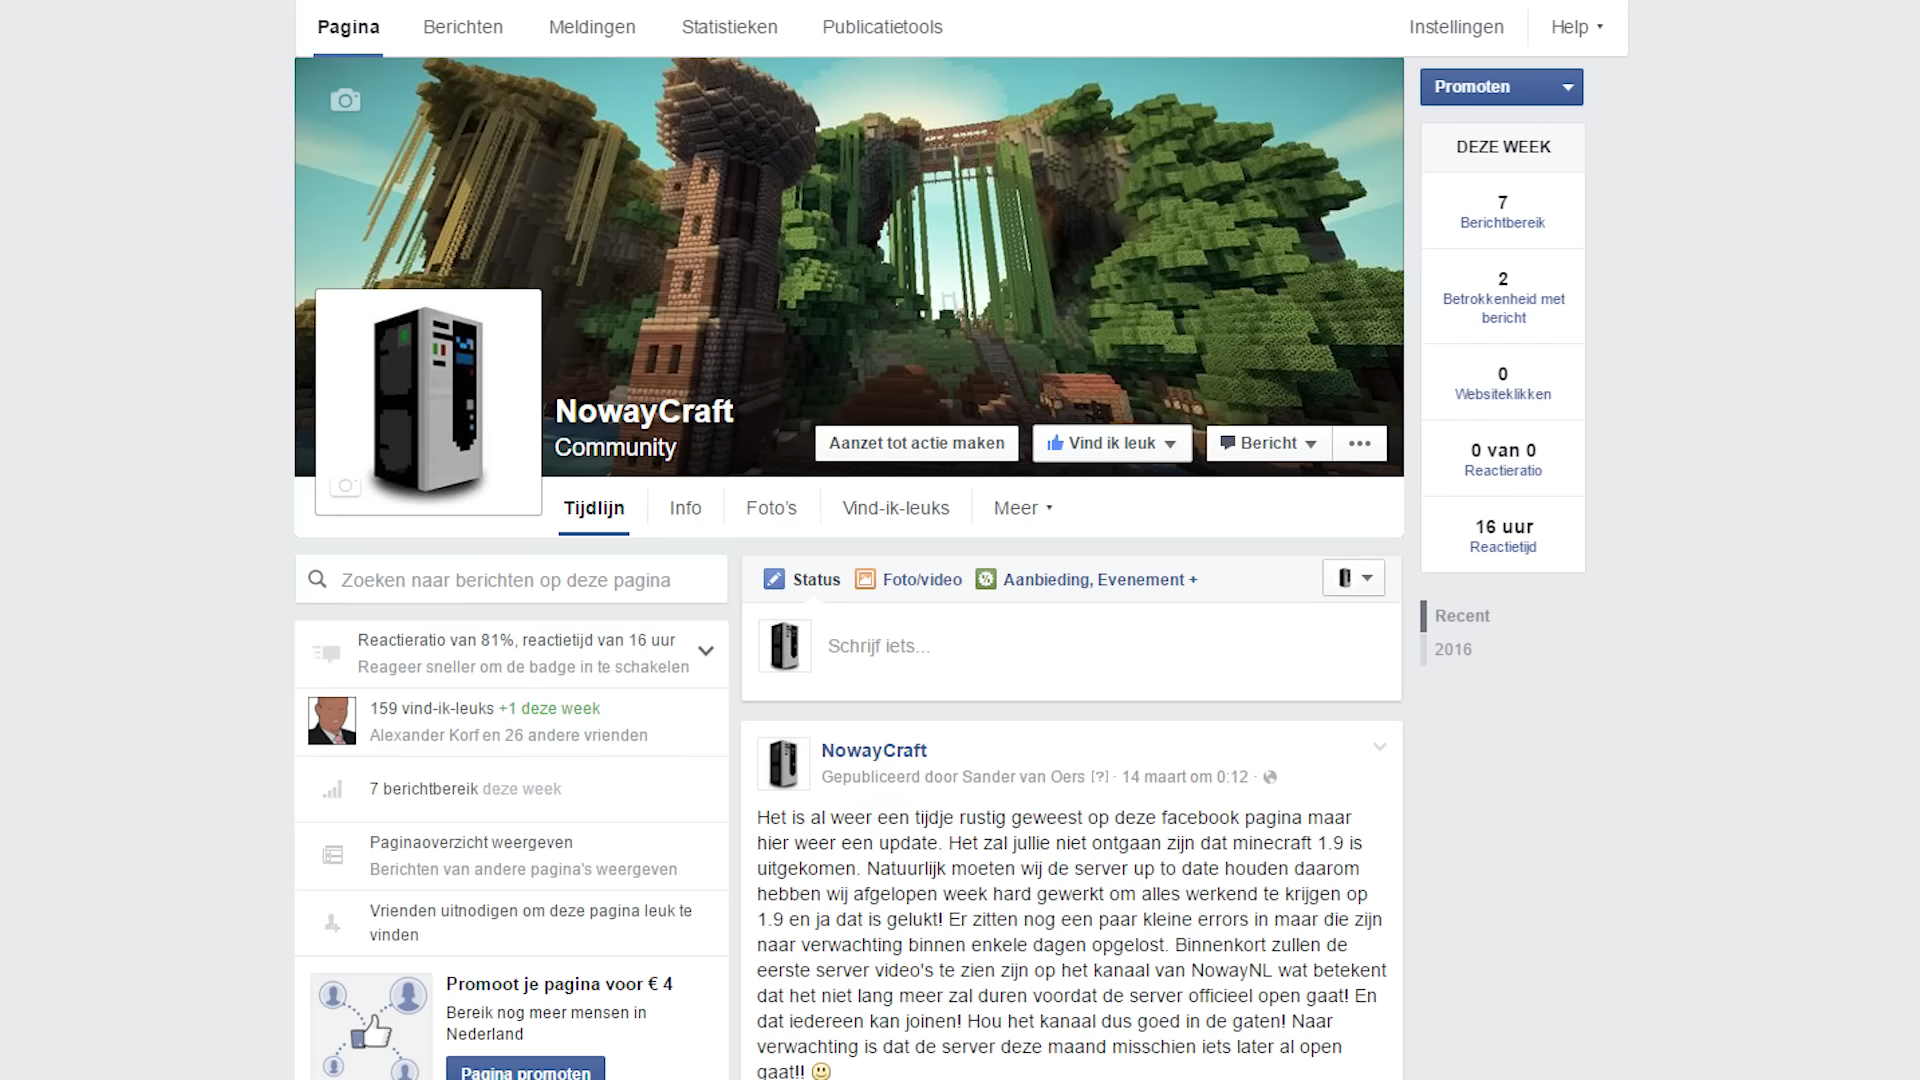 Pagina
Berichten
Meldingen
Statistieken
Publicatietools
Instellingen
Help
Promoten
DEZE WEEK
7
Berichtbereik
2
Betrokkenheid met
bericht
0
Websiteklikken
0 van 0
Reactieratio
16 uur
Reactietijd
Recent
2016
NowayCraft
Community
Aanzet tot actie maken
Vind ik leuk
Bericht
Tijdlijn
Info
Foto's
Vind-ik-leuks
Meer
Zoeken naar berichten op deze pagina
Reactieratio van 81%, reactietijd van 16 uur
Reageer sneller om de badge in te schakelen
159 vind-ik-leuks +1 deze week
Alexander Korf en 26 andere vrienden
7 berichtbereik deze week
Paginaoverzicht weergeven
Berichten van andere pagina's weergeven
Vrienden uitnodigen om deze pagina leuk te
vinden
Promoot je pagina voor € 4
Bereik nog meer mensen in
Nederland
Pagina promoten
Status
Foto/video
Aanbieding, Evenement +
Schrijf iets...
NowayCraft
Gepubliceerd door Sander van Oers [?] · 14 maart om 0:12 ·
Het is al weer een tijdje rustig geweest op deze facebook pagina maar
hier weer een update. Het zal jullie niet ontgaan zijn dat minecraft 1.9 is
uitgekomen. Natuurlijk moeten wij de server up to date houden daarom
hebben wij afgelopen week hard gewerkt om alles werkend te krijgen op
1.9 en ja dat is gelukt! Er zitten nog een paar kleine errors in maar die zijn
naar verwachting binnen enkele dagen opgelost. Binnenkort zullen de
eerste server video's te zien zijn op het kanaal van NowayNL wat betekent
dat het niet lang meer zal duren voordat de server officieel open gaat! En
dat iedereen kan joinen! Hou het kanaal dus goed in de gaten! Naar
verwachting is dat de server deze maand misschien iets later al open
gaat!!